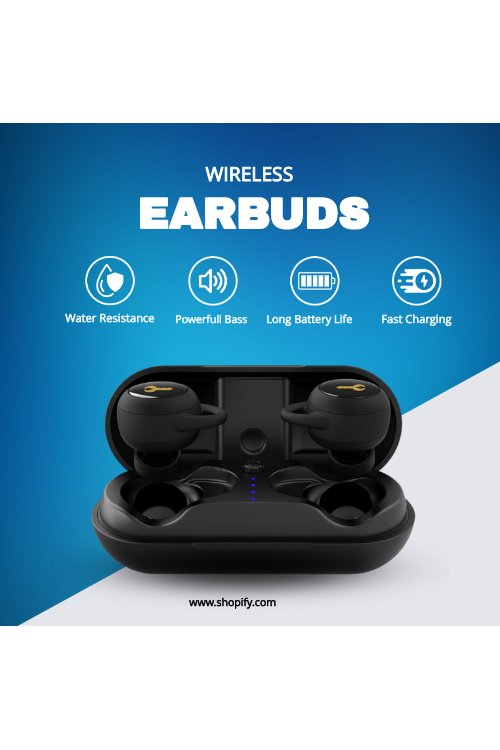 WIRELESS
EARBUDS
Water Resistance
Powerfull Bass
Long Battery Life
Fast Charging
www.shopify.com